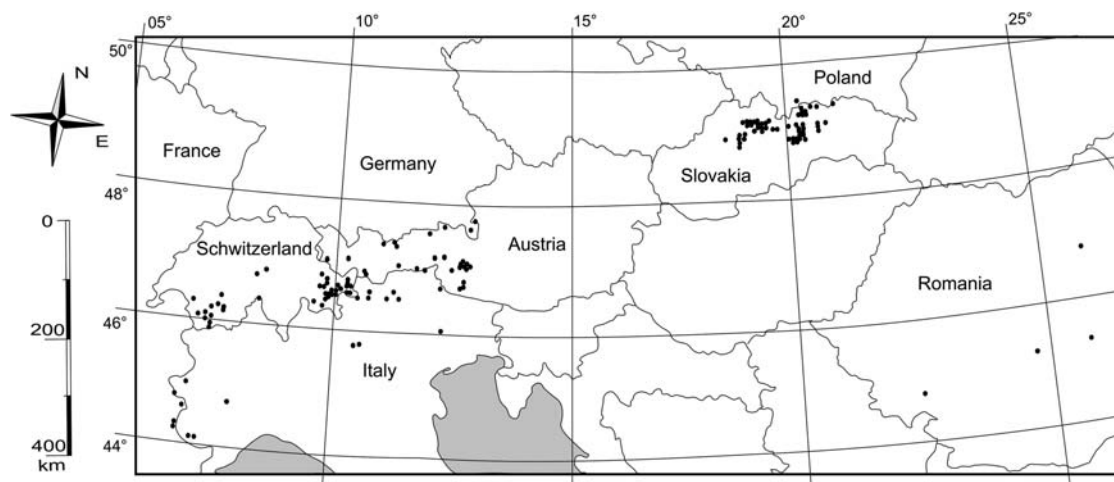 05° 10° 15° 20° 25°
50°
N
Poland
E
France
Germany
48°
Slovakia
0
Schwitzerland
Austria
Romania
46°
200
Italy
44°
400
km